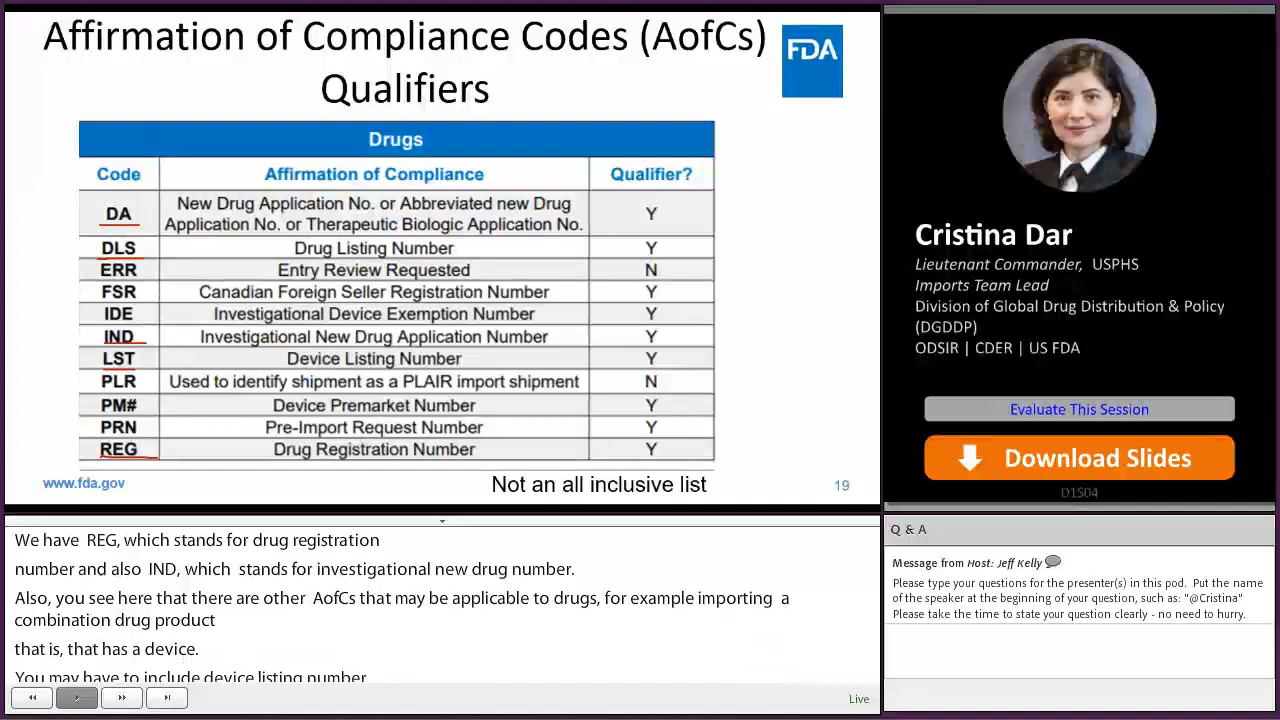 Affirmation of Compliance Codes (AofCs)
Qualifiers
FDA
Drugs
Code Affirmation of Compliance Qualifier?
DA New Drug Application No. or Abbreviated new Drug Application No. or Therapeutic Biologic Application No. Y
DLS Drug Listing Number Y
ERR Entry Review Requested N
FSR Canadian Foreign Seller Registration Number Y
IDE Investigational Device Exemption Number Y
IND Investigational New Drug Application Number Y
LST Device Listing Number Y
PLR Used to identify shipment as a PLAIR import shipment N
PM# Device Premarket Number Y
PRN Pre-Import Request Number Y
REG Drug Registration Number Y
www.fda.gov Not an all inclusive list 19
Cristina Dar
Lieutenant Commander, USPHS
Imports Team Lead
Division of Global Drug Distribution & Policy
(DGDDP)
ODSIR | CDER | US FDA
Evaluate This Session
Download Slides
D1S04
We have REG, which stands for drug registration
number and also IND, which stands for investigational new drug number.
Also, you see here that there are other AofCs that may be applicable to drugs, for example importing a
combination drug product
that is, that has a device.
You may have to include device listing number
Live
Q & A
Message from Host: Jeff Kelly
Please type your questions for the presenter(s) in this pod. Put the name
of the speaker at the beginning of your question, such as: "@Cristina"
Please take the time to state your question clearly - no need to hurry.